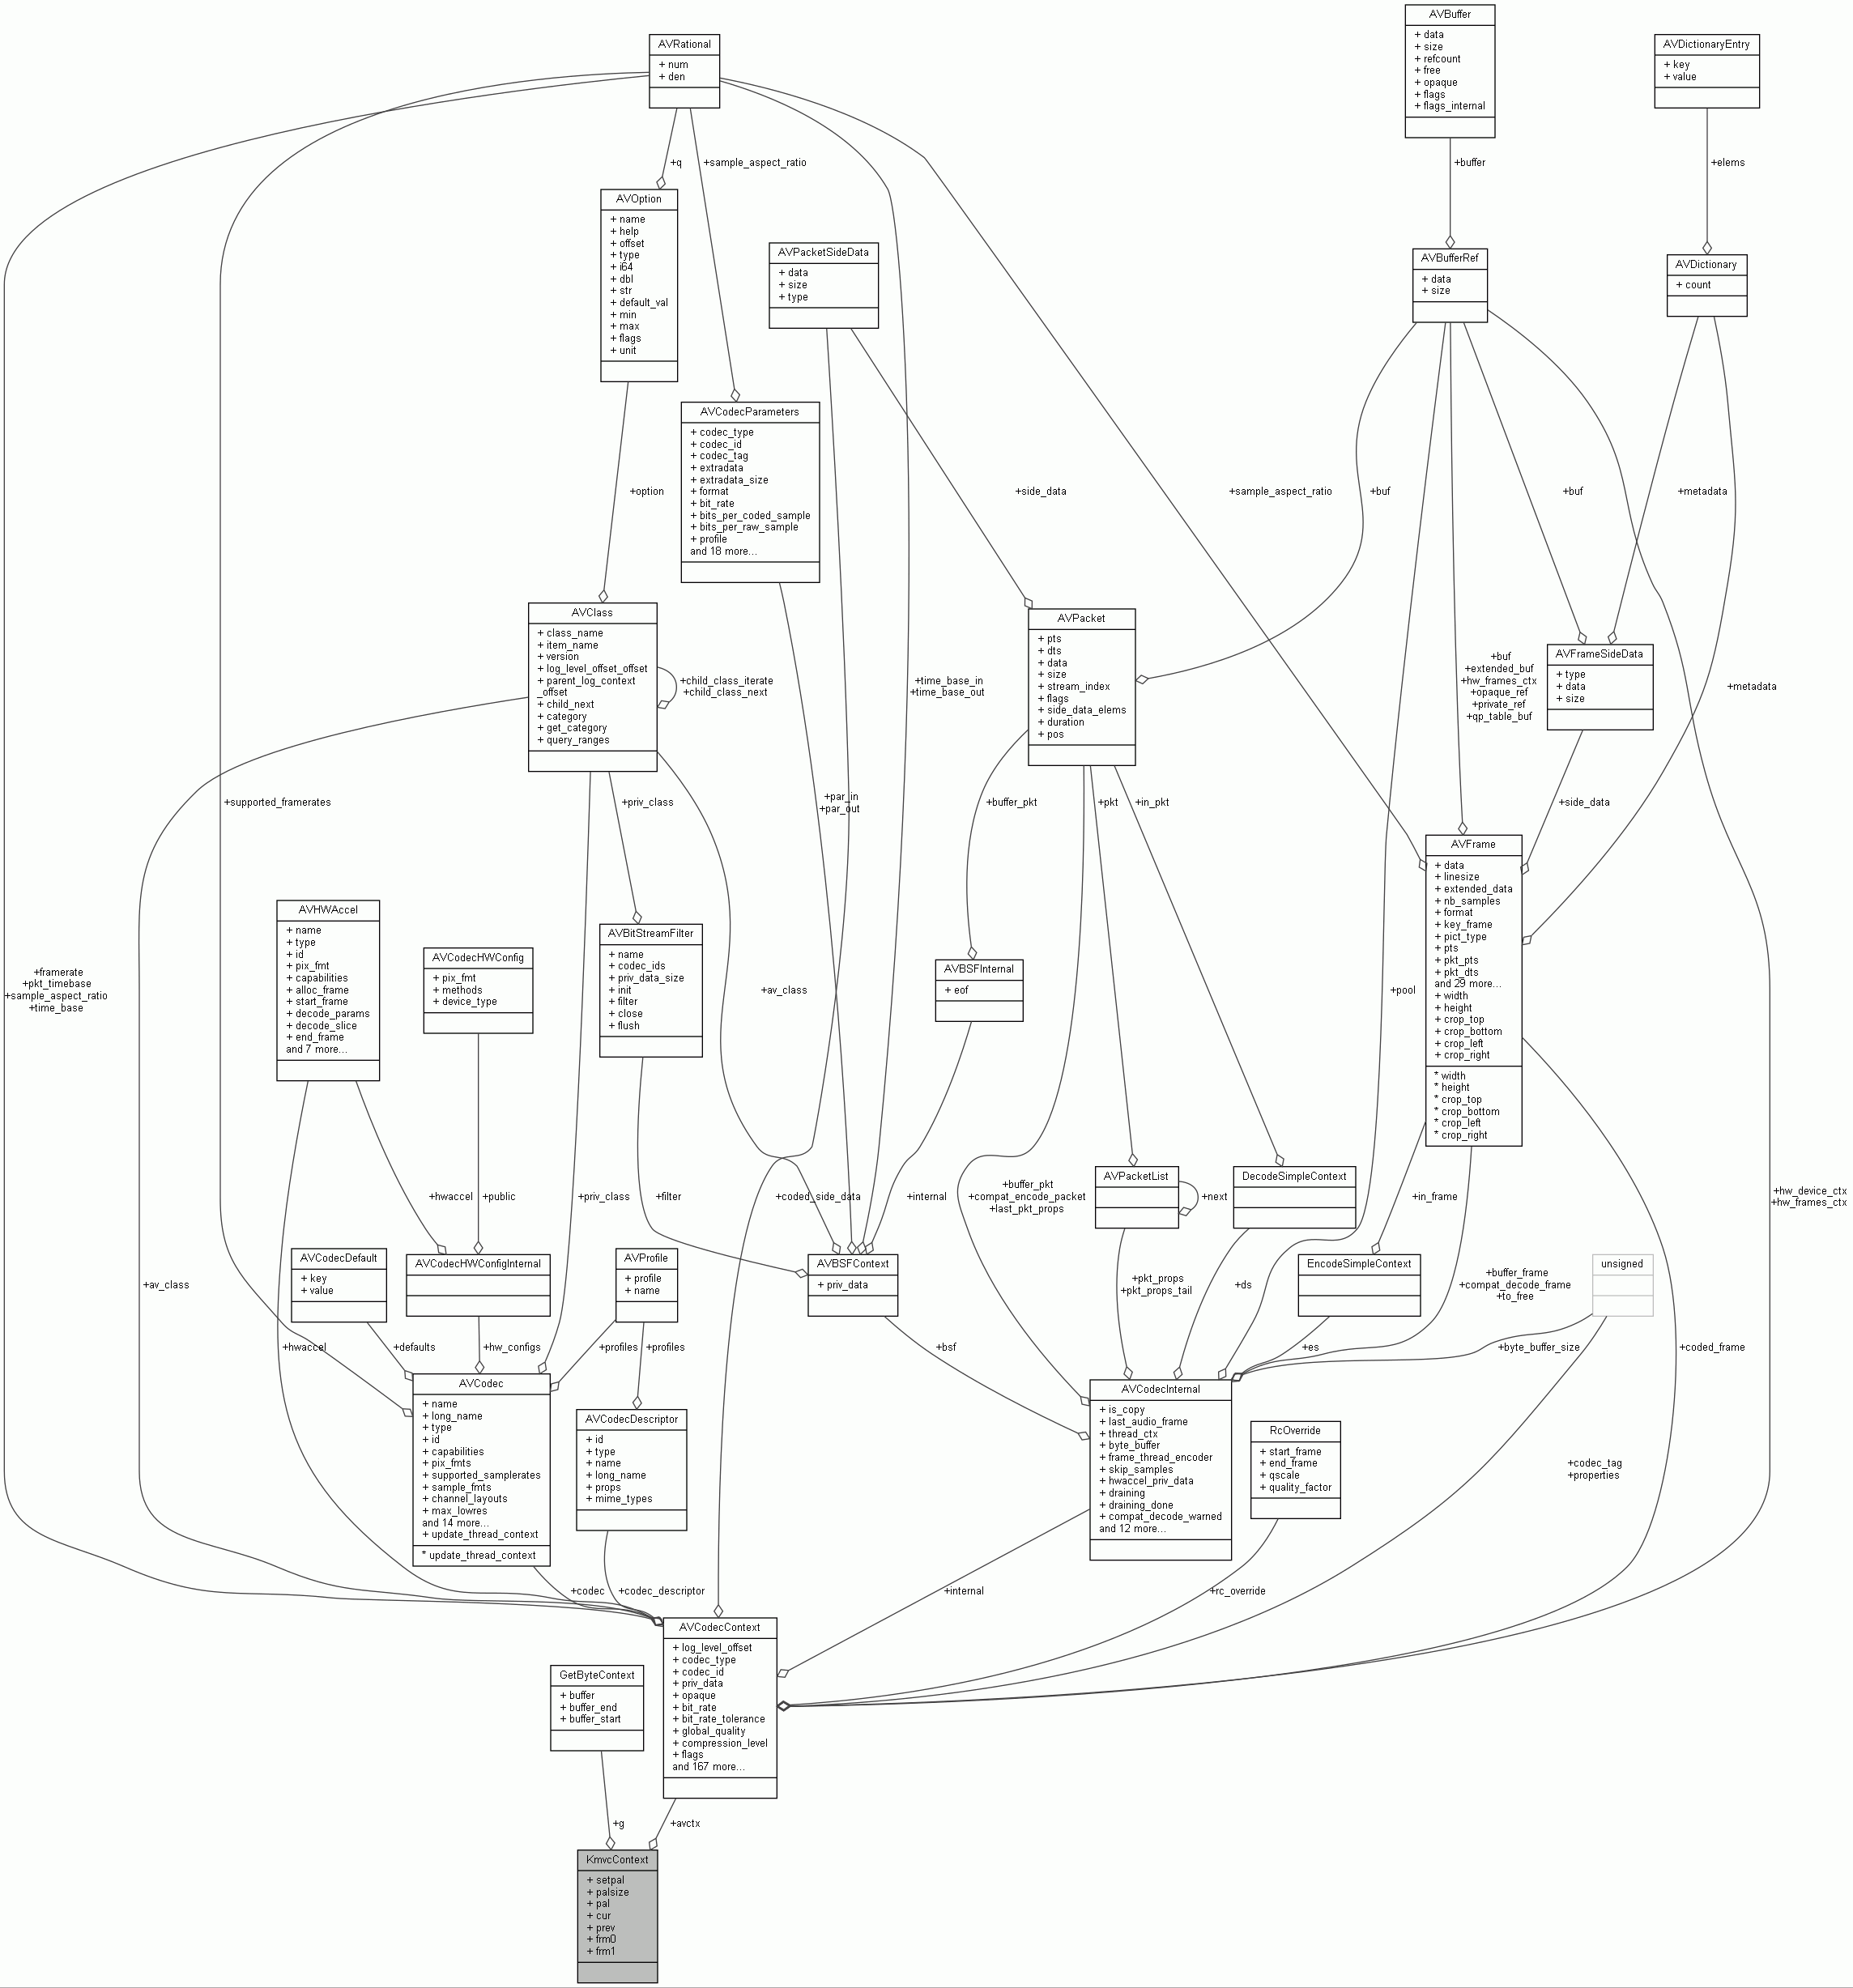 AVBuffer
+ data
+ size
+ refcount
+ free
+ opaque
+ flags
+ flags_internal
AVRational
+ num
+ den
AVDictionaryEntry
+ key
+ value
+q
+sample_aspect_ratio
+buffer
+elems
AVOption
+ name
+ help
+ offset
+ type
+ i64
+ dbl
+ str
+ default_val
+ min
+ max
+ flags
+ unit
AVPacketSideData
+ data
+ size
+ type
AVBufferRef
+ data
+ size
AVDictionary
+ count
AVCodecParameters
+ codec_type
+ codec_id
+ codec_tag
+ extradata
+ extradata_size
+ format
+ bit_rate
+ bits_per_coded_sample
+ bits_per_raw_sample
+ profile
and 18 more...
+option
+side_data
+sample_aspect_ratio
+buf
+buf
+metadata
AVClass
+ class_name
+ item_name
+ version
+ log_level_offset_offset
+ parent_log_context
_offset
+ child_next
+ category
+ get_category
+ query_ranges
+child_class_iterate
+child_class_next
+time_base_in
+time_base_out
AVPacket
+ pts
+ dts
+ data
+ size
+ stream_index
+ flags
+ side_data_elems
+ duration
+ pos
+buf
+extended_buf
+hw_frames_ctx
+opaque_ref
+private_ref
+qp_table_buf
AVFrameSideData
+ type
+ data
+ size
+metadata
+supported_framerates
+priv_class
+par_in
+par_out
+buffer_pkt
+pkt
+in_pkt
+side_data
AVFrame
+ data
+ linesize
+ extended_data
+ nb_samples
+ format
+ key_frame
+ pict_type
+ pts
+ pkt_pts
+ pkt_dts
and 29 more...
+ width
+ height
+ crop_top
+ crop_bottom
+ crop_left
+ crop_right
* width
* height
* crop_top
* crop_bottom
* crop_left
* crop_right
+framerate
+pkt_timebase
+sample_aspect_ratio
+time_base
AVHWAccel
+ name
+ type
+ id
+ pix_fmt
+ capabilities
+ alloc_frame
+ start_frame
+ decode_params
+ decode_slice
+ end_frame
and 7 more...
AVCodecHWConfig
+ pix_fmt
+ methods
+ device_type
AVBitStreamFilter
+ name
+ codec_ids
+ priv_data_size
+ init
+ filter
+ close
+ flush
+av_class
AVBSFInternal
+ eof
+pool
+hwaccel
+public
+priv_class
+filter
+coded_side_data
+internal
+buffer_pkt
+compat_encode_packet
+last_pkt_props
AVPacketList
+next
DecodeSimpleContext
+in_frame
+hw_device_ctx
+hw_frames_ctx
+av_class
AVCodecDefault
+ key
+ value
AVCodecHWConfigInternal
AVProfile
+ profile
+ name
AVBSFContext
+ priv_data
+pkt_props
+pkt_props_tail
+ds
EncodeSimpleContext
+buffer_frame
+compat_decode_frame
+to_free
unsigned
+hwaccel
+defaults
+hw_configs
+profiles
+profiles
+bsf
+es
+byte_buffer_size
+coded_frame
AVCodec
+ name
+ long_name
+ type
+ id
+ capabilities
+ pix_fmts
+ supported_samplerates
+ sample_fmts
+ channel_layouts
+ max_lowres
and 14 more...
+ update_thread_context
* update_thread_context
AVCodecDescriptor
+ id
+ type
+ name
+ long_name
+ props
+ mime_types
AVCodecInternal
+ is_copy
+ last_audio_frame
+ thread_ctx
+ byte_buffer
+ frame_thread_encoder
+ skip_samples
+ hwaccel_priv_data
+ draining
+ draining_done
+ compat_decode_warned
and 12 more...
RcOverride
+ start_frame
+ end_frame
+ qscale
+ quality_factor
+codec_tag
+properties
+codec
+codec_descriptor
+internal
+rc_override
AVCodecContext
+ log_level_offset
+ codec_type
+ codec_id
+ priv_data
+ opaque
+ bit_rate
+ bit_rate_tolerance
+ global_quality
+ compression_level
+ flags
and 167 more...
GetByteContext
+ buffer
+ buffer_end
+ buffer_start
+g
+avctx
KmvcContext
+ setpal
+ palsize
+ pal
+ cur
+ prev
+ frm0
+ frm1